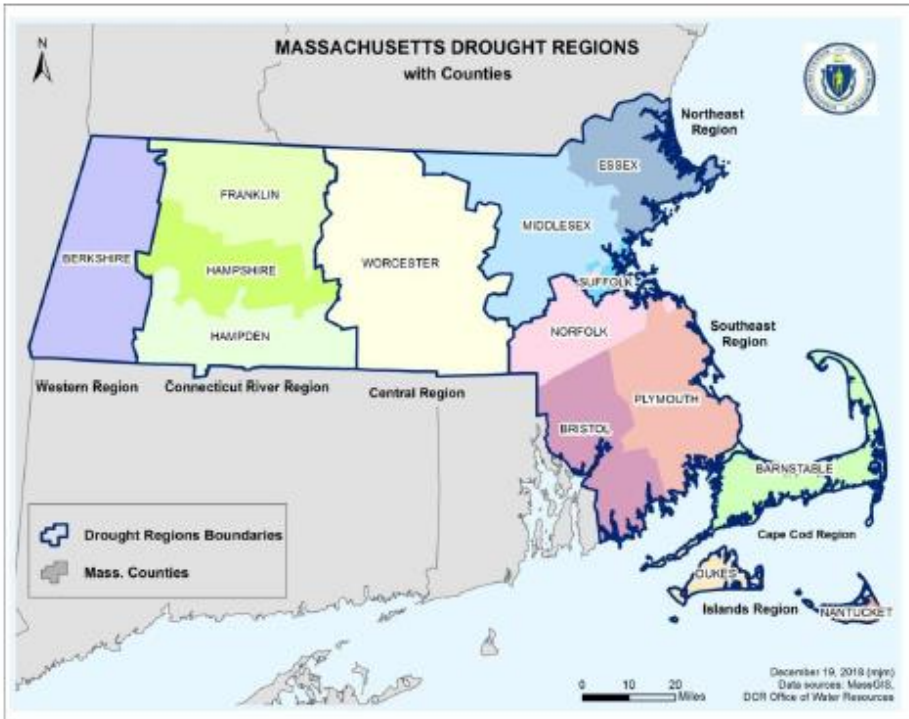 N
MASSACHUSETTS DROUGHT REGIONS
with Counties
Northeast
Region
ESSEX
FRANKLIN
MIDDLESEX
BERKSHIRE
HAMPSHIRE
WORCESTER
SUFFOLK
HAMPDEN
NORFOLK
Southeast
Region
Western Region
Connecticut River Region
Central Region
PLYMOUTH
BRISTOL
BARNSTABLE
Cape Cod Region
Drought Regions Boundaries
Mass. Counties
DUKES
Islands Region
NANTUCKET
0 10 20
Miles
December 19, 2018 (mjm)
Data sources: MassGIS,
DCR Office of Water Resources